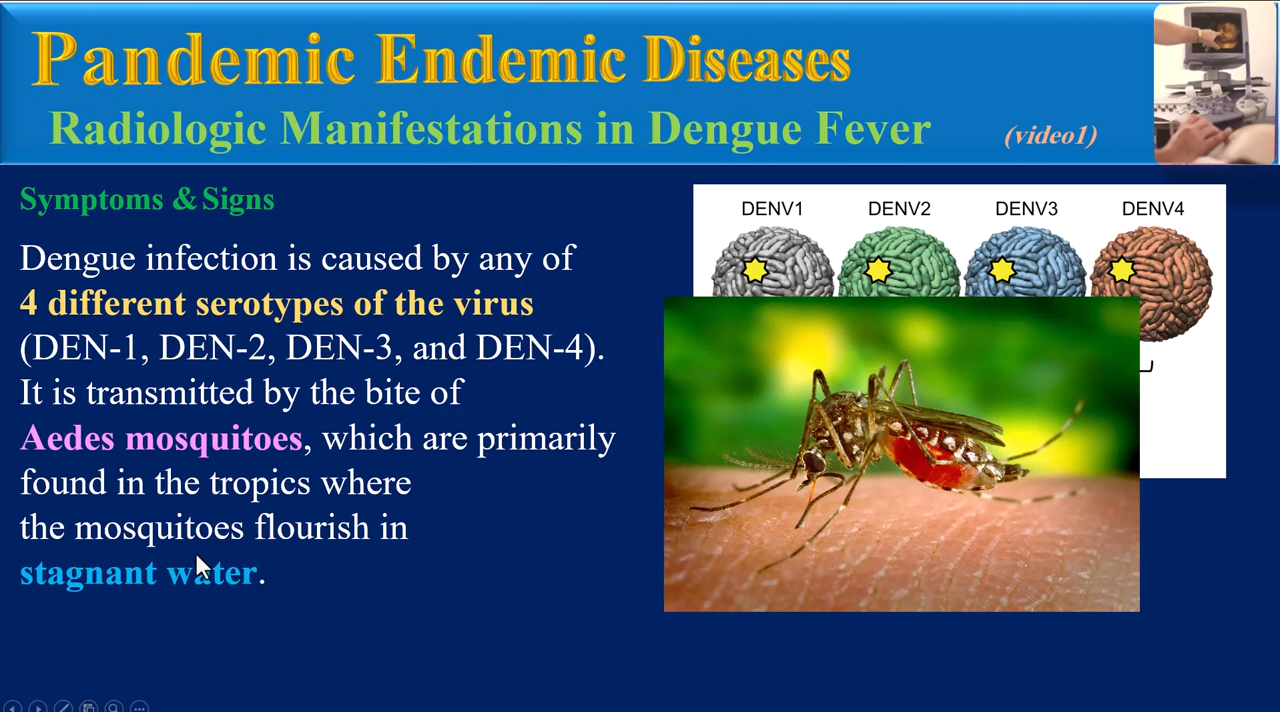 Pandemic Endemic Diseases
Radiologic Manifestations in Dengue Fever (video1)
Symptoms & Signs
Dengue infection is caused by any of
4 different serotypes of the virus
(DEN-1, DEN-2, DEN-3, and DEN-4).
It is transmitted by the bite of
Aedes mosquitoes, which are primarily
found in the tropics where
the mosquitoes flourish in
stagnant water.
DENV1 DENV2 DENV3 DENV4